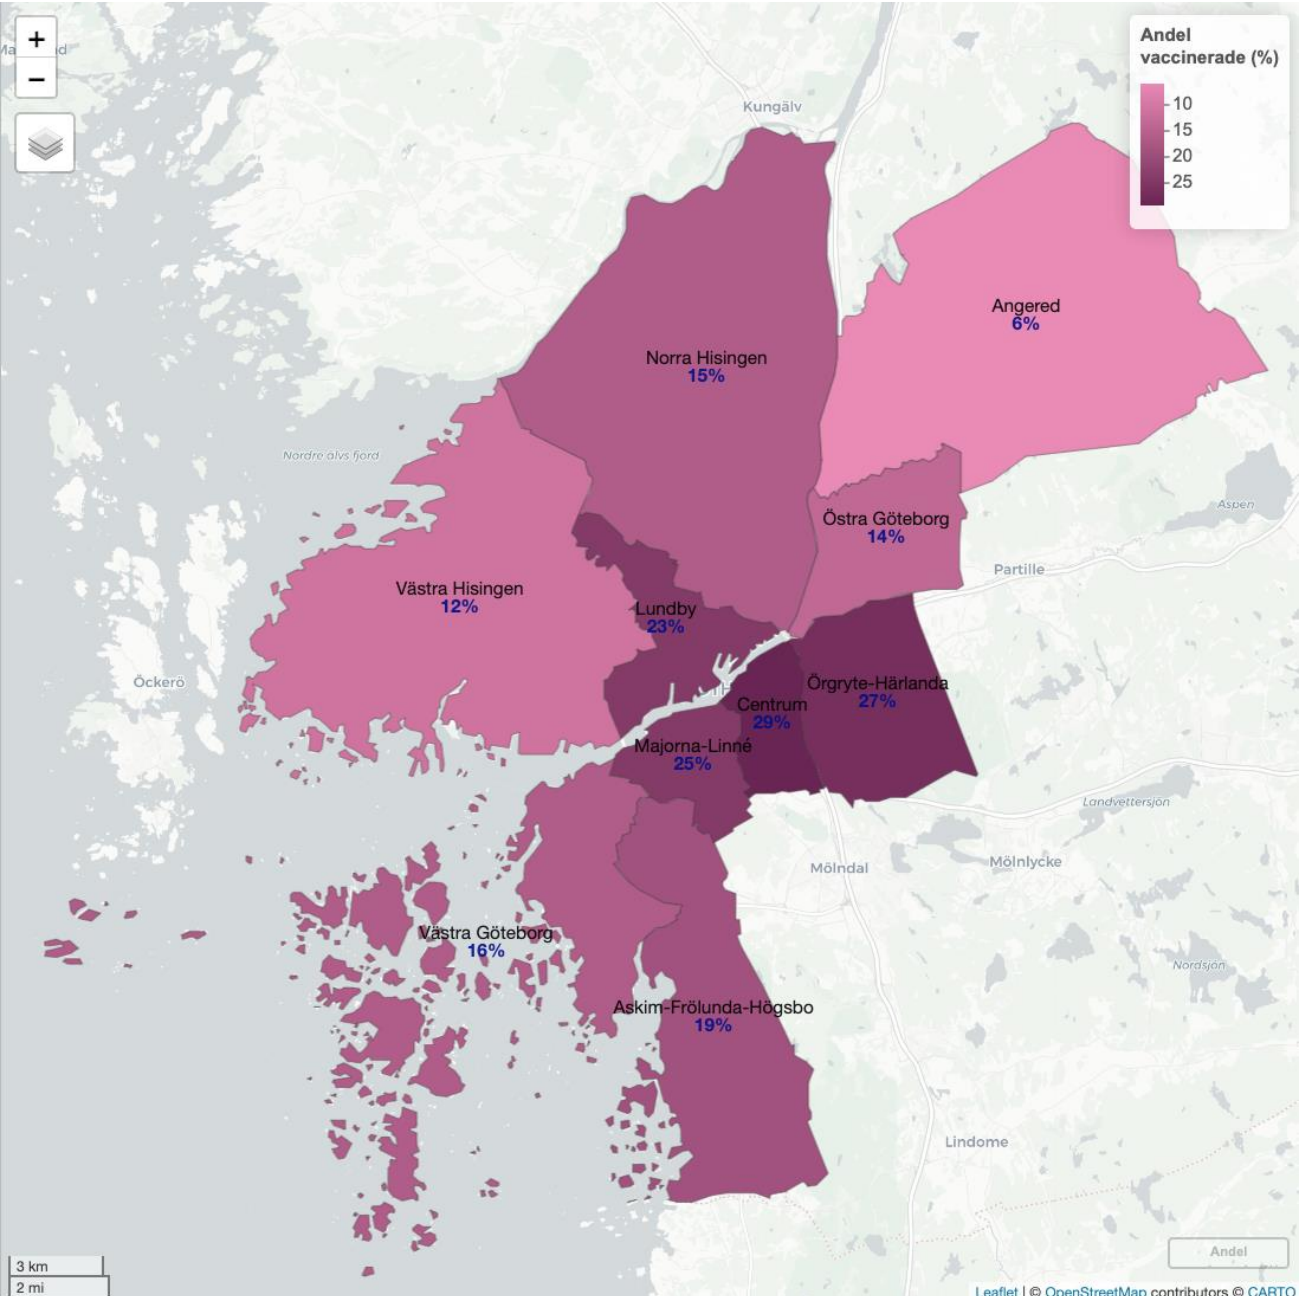 +
−
Andel
vaccinerade (%)
10
15
20
25
Kungälv
Angered
6%
Norra Hisingen
15%
Nordre älvs fjord
Aspen
Östra Göteborg
14%
Partille
Västra Hisingen
12%
Lundby
23%
Öckerö
Örgryte-Härlanda
27%
Centrum
29%
Majorna-Linné
25%
Landvettersjön
Mölndal
Mölnlycke
Västra Göteborg
16%
Nordsjön
Askim-Frölunda-Högsbo
19%
Lindome
Andel
3 km
2 mi
Leaflet | © OpenStreetMap contributors © CARTO